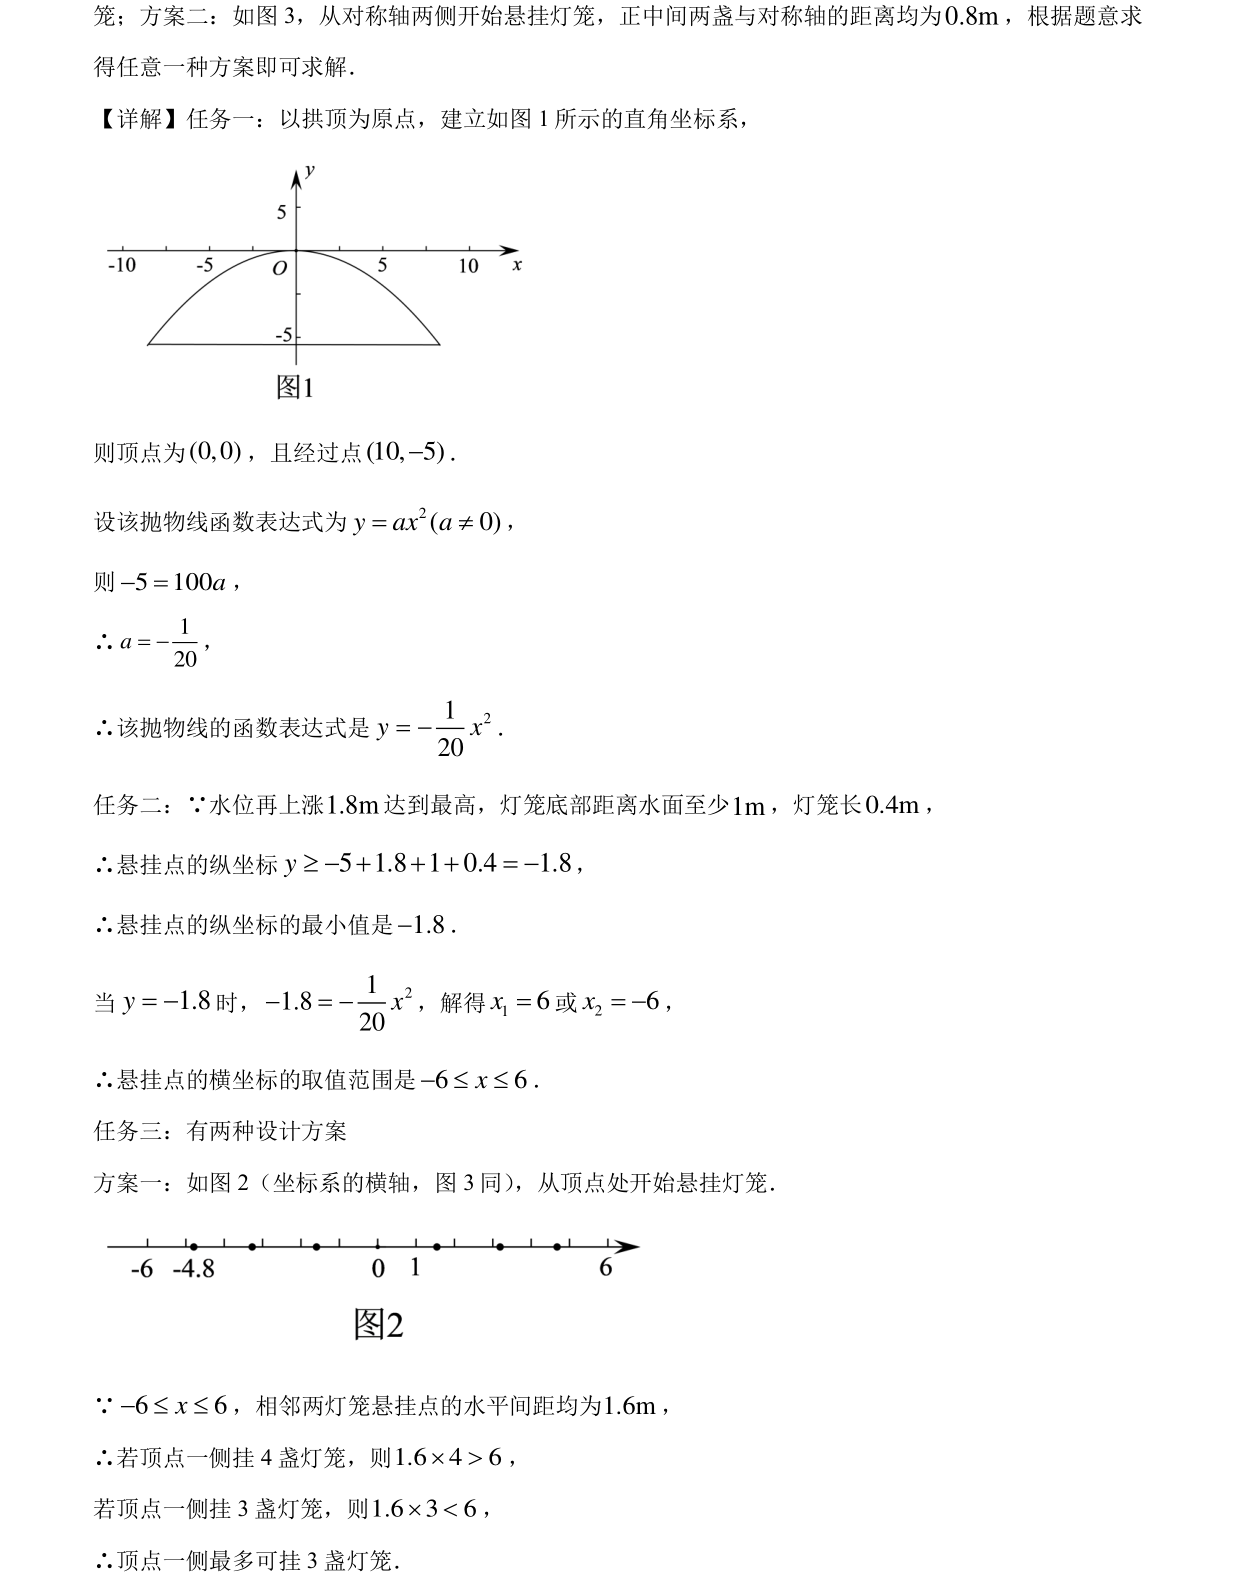 笼；方案二：如图 3，从对称轴两侧开始悬挂灯笼，正中间两盏与对称轴的距离均为0.8m，根据题意求
得任意一种方案即可求解．
【详解】任务一：以拱顶为原点，建立如图 1 所示的直角坐标系，
y
5
-10 -5 O 5 10 x
-5
图1
则顶点为(0,0)，且经过点(10,−5)．
设该抛物线函数表达式为 y = ax²(a ≠ 0)，
则 −5 = 100a，
∴ a = −1/20，
∴该抛物线的函数表达式是 y = −1/20 x²．
任务二：∵水位再上涨1.8m 达到最高，灯笼底部距离水面至少1m，灯笼长0.4m，
∴悬挂点的纵坐标 y ≥ −5+1.8+1+0.4 = −1.8，
∴悬挂点的纵坐标的最小值是 −1.8．
当 y = −1.8 时，−1.8 = −1/20 x²，解得 x₁ = 6 或 x₂ = −6，
∴悬挂点的横坐标的取值范围是 −6 ≤ x ≤ 6．
任务三：有两种设计方案
方案一：如图 2（坐标系的横轴，图 3 同），从顶点处开始悬挂灯笼．
-6 -4.8 0 1 6
图2
∵ −6 ≤ x ≤ 6，相邻两灯笼悬挂点的水平间距均为1.6m，
∴若顶点一侧挂 4 盏灯笼，则1.6×4 > 6，
若顶点一侧挂 3 盏灯笼，则1.6×3 < 6，
∴顶点一侧最多可挂 3 盏灯笼．